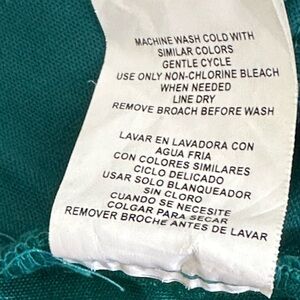 MACHINE WASH COLD WITH
SIMILAR COLORS
GENTLE CYCLE
USE ONLY NON-CHLORINE BLEACH
WHEN NEEDED
LINE DRY
REMOVE BROACH BEFORE WASH
LAVAR EN LAVADORA CON
AGUA FRIA
CON COLORES SIMILARES
CICLO DELICADO
USAR SOLO BLANQUEADOR
SIN CLORO
CUANDO SE NECESITE
COLGAR PARA SECAR
REMOVER BROCHE ANTES DE LAVAR